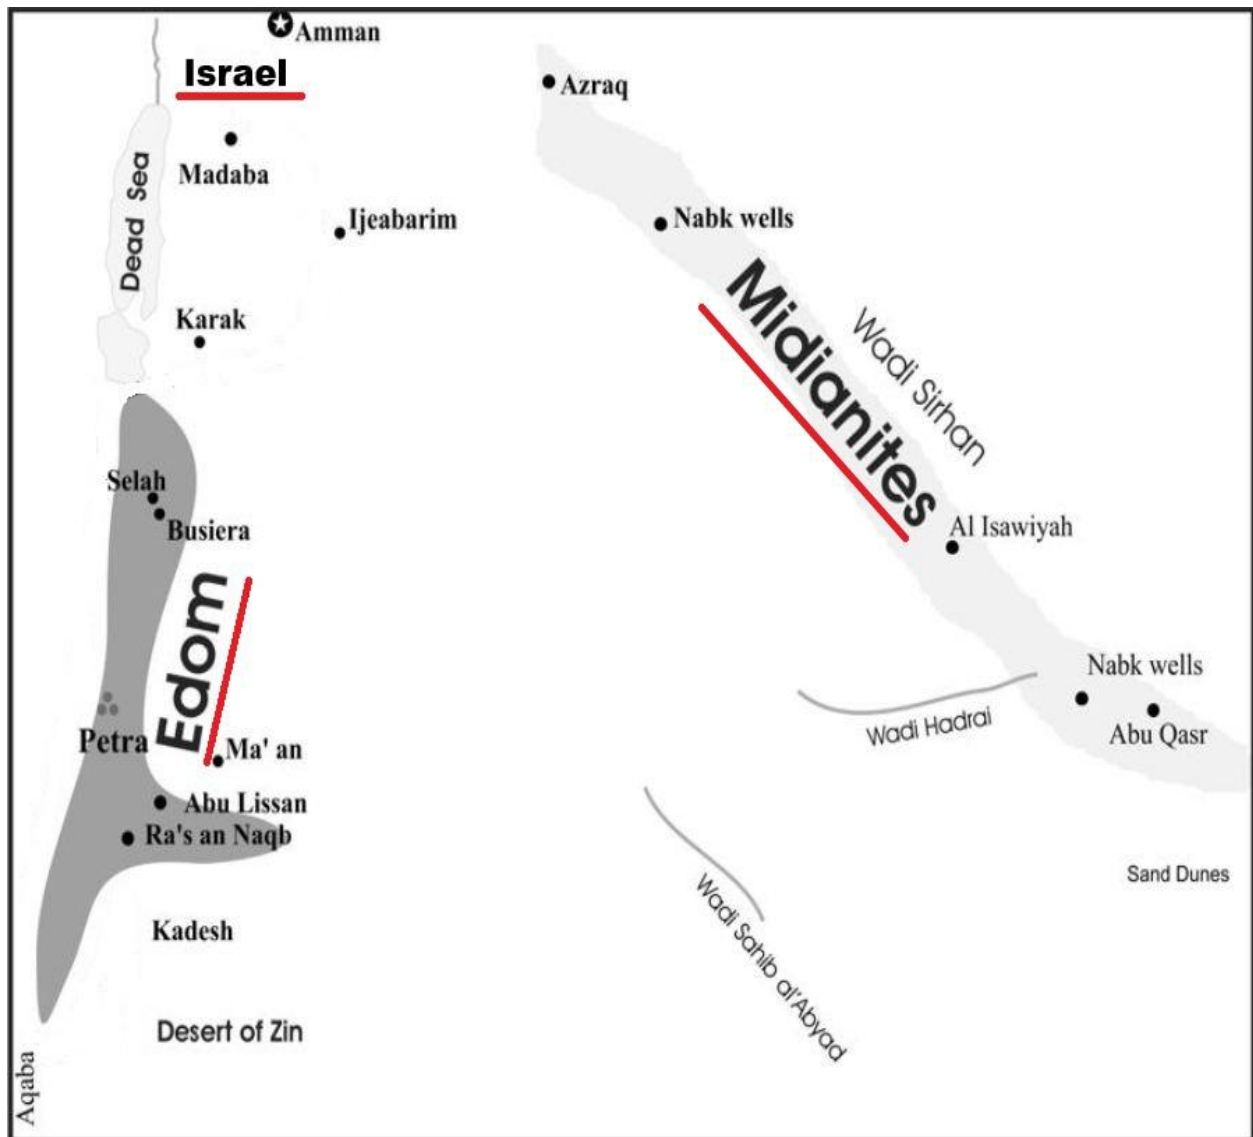 Amman
Israel
Azraq
Madaba
Dead Sea
Ijeabarim
Nabk wells
Karak
Midianites
Wadi Sirhan
Selah
Busiera
Al Isawiyah
Edom
Nabk wells
Petra
Ma' an
Wadi Hadrai
Abu Qasr
Abu Lissan
Ra's an Naqb
Sand Dunes
Kadesh
Wadi Sahib al'Abyad
Desert of Zin
Aqaba